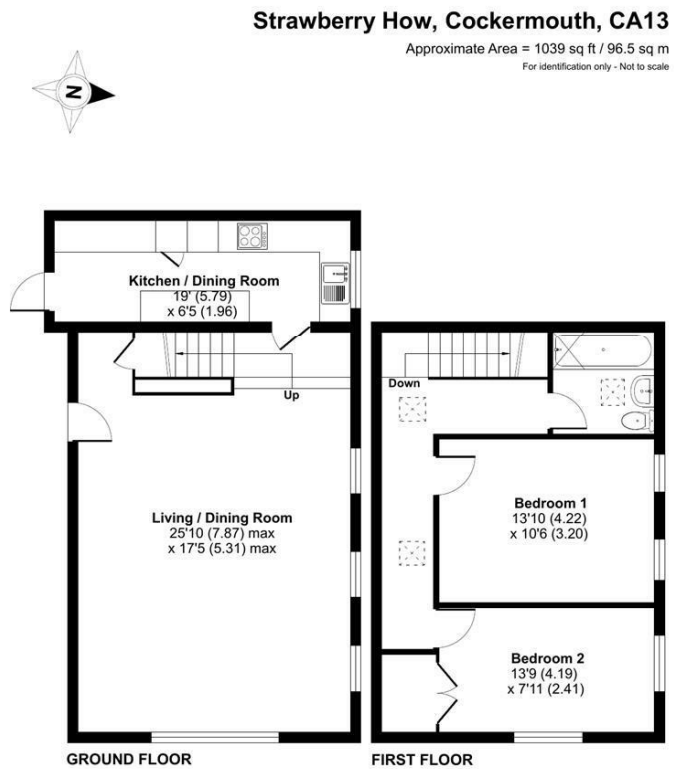 Strawberry How, Cockermouth, CA13
Approximate Area = 1039 sq ft / 96.5 sq m
For identification only - Not to scale
N
Kitchen / Dining Room
19' (5.79)
x 6'5 (1.96)
Up
Down
Living / Dining Room
25'10 (7.87) max
x 17'5 (5.31) max
Bedroom 1
13'10 (4.22)
x 10'6 (3.20)
Bedroom 2
13'9 (4.19)
x 7'11 (2.41)
GROUND FLOOR
FIRST FLOOR